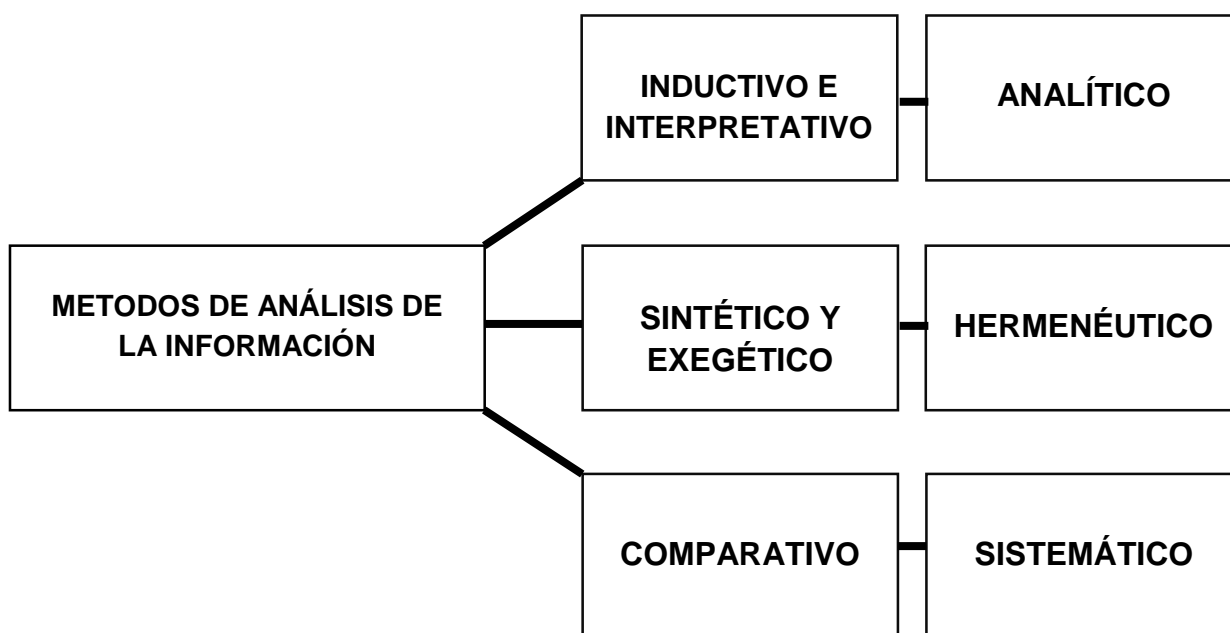 INDUCTIVO E
INTERPRETATIVO
ANALÍTICO
METODOS DE ANÁLISIS DE
LA INFORMACIÓN
SINTÉTICO Y
EXEGÉTICO
HERMENÉUTICO
COMPARATIVO
SISTEMÁTICO